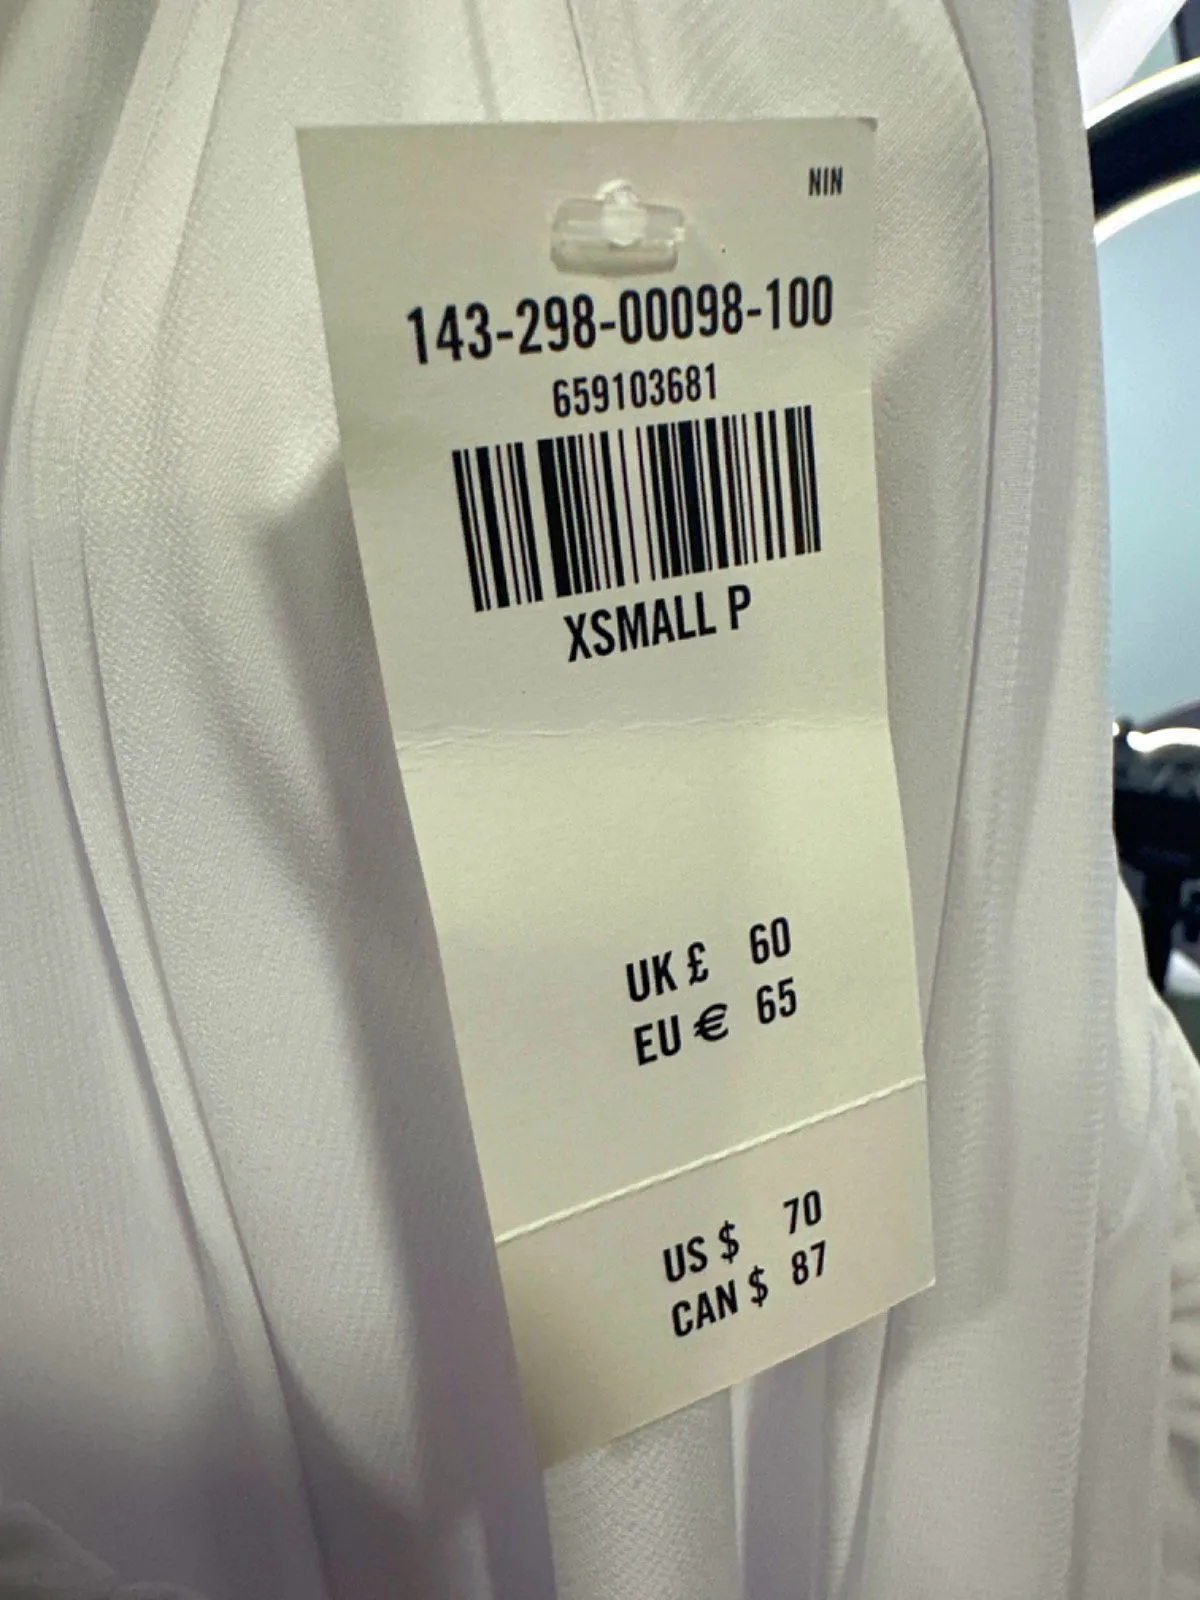 NIN
143-298-00098-100
659103681
XSMALL P
UK £ 60
EU € 65
US $ 70
CAN $ 87